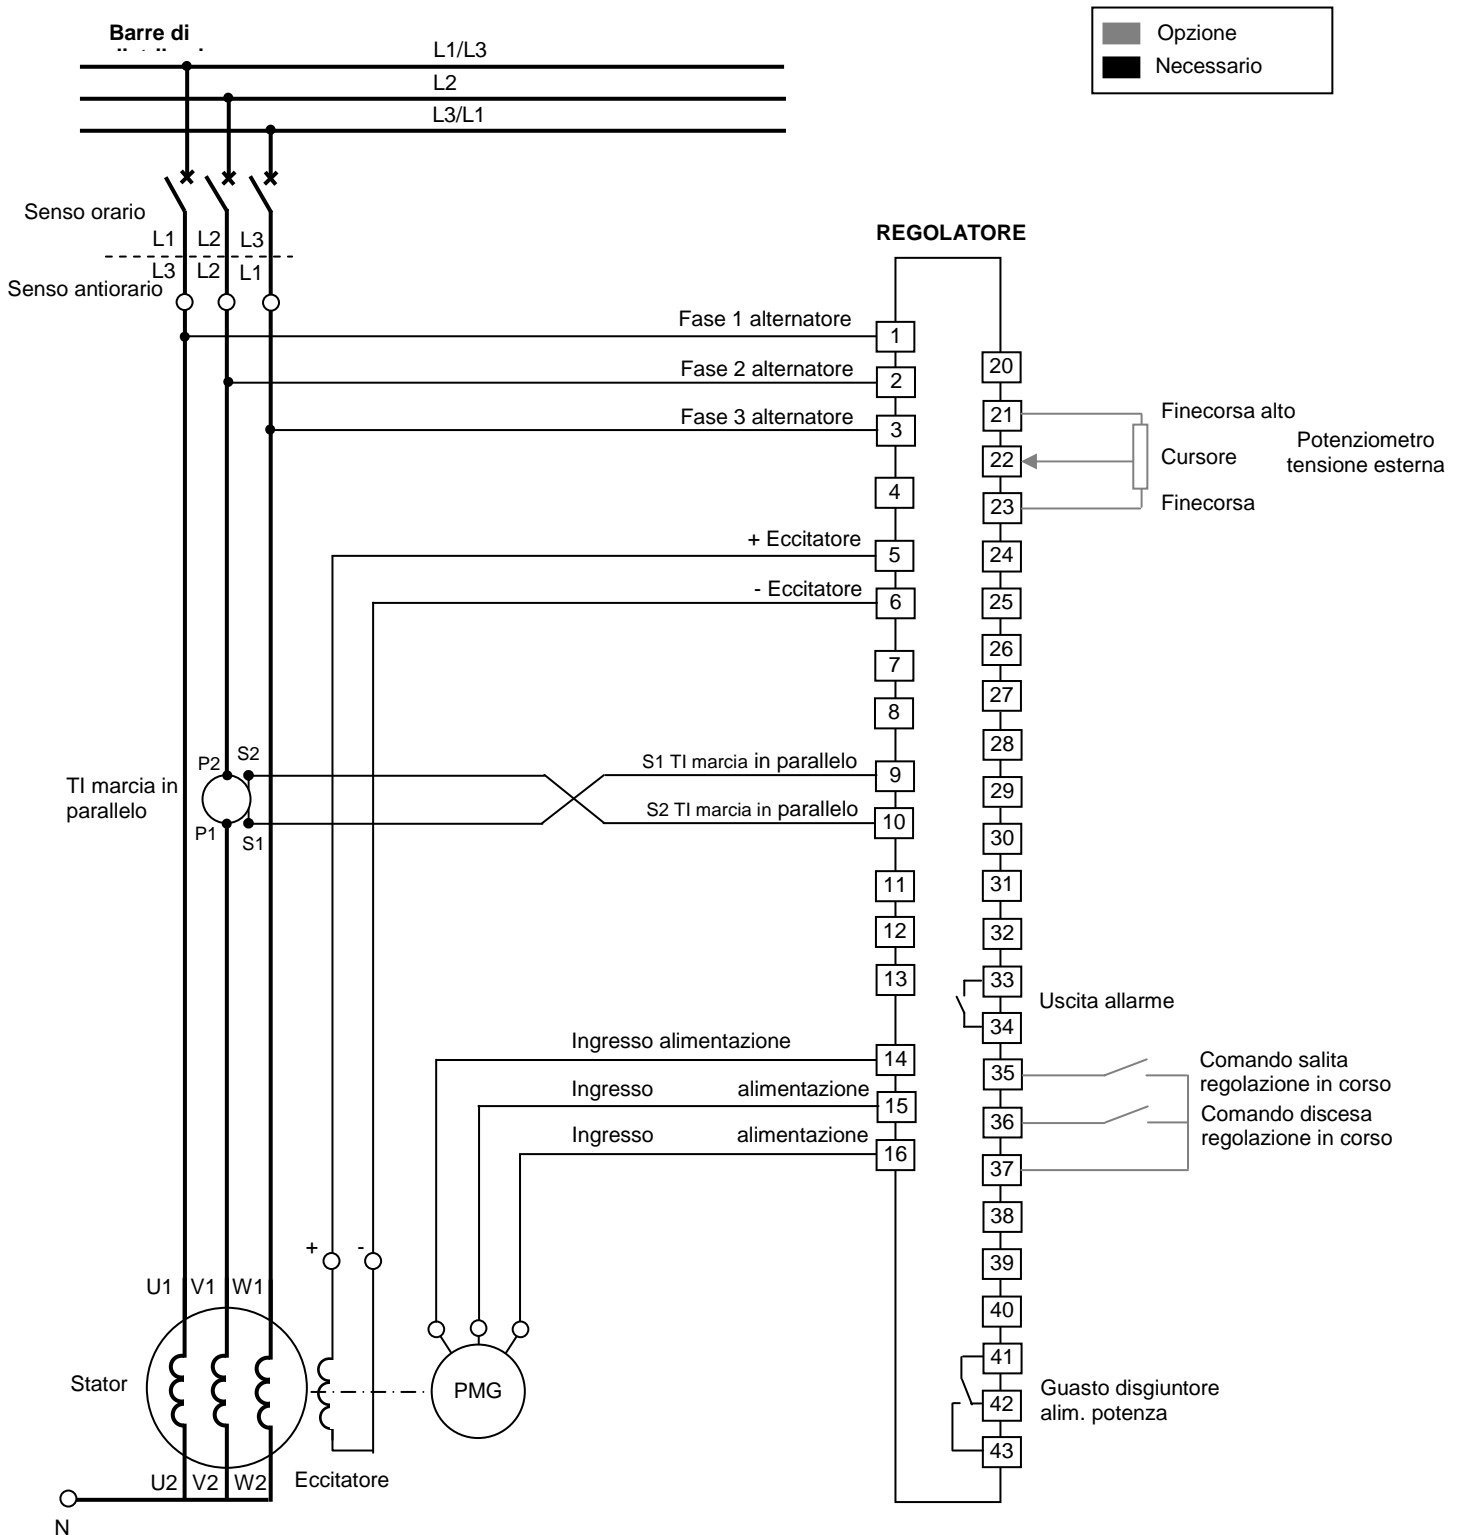 Barre di
L1/L3
L2
L3/L1
Opzione
Necessario
Senso orario
L1 L2 L3
L3 L2 L1
Senso antiorario
REGOLATORE
Fase 1 alternatore
1
Fase 2 alternatore
2
Fase 3 alternatore
3
4
+ Eccitatore
5
- Eccitatore
6
7
8
S1 TI marcia in parallelo
9
S2 TI marcia in parallelo
10
11
12
13
Ingresso alimentazione
14
Ingresso alimentazione
15
Ingresso alimentazione
16
20
21
Finecorsa alto
22
Cursore
23
Finecorsa
Potenziometro
tensione esterna
24
25
26
27
28
29
30
31
32
33
34
Uscita allarme
35
36
37
Comando salita
regolazione in corso
Comando discesa
regolazione in corso
38
39
40
41
42
43
Guasto disgiuntore
alim. potenza
P2 S2
TI marcia in
parallelo
P1 S1
+ -
U1 V1 W1
Stator
PMG
U2 V2 W2
Eccitatore
N